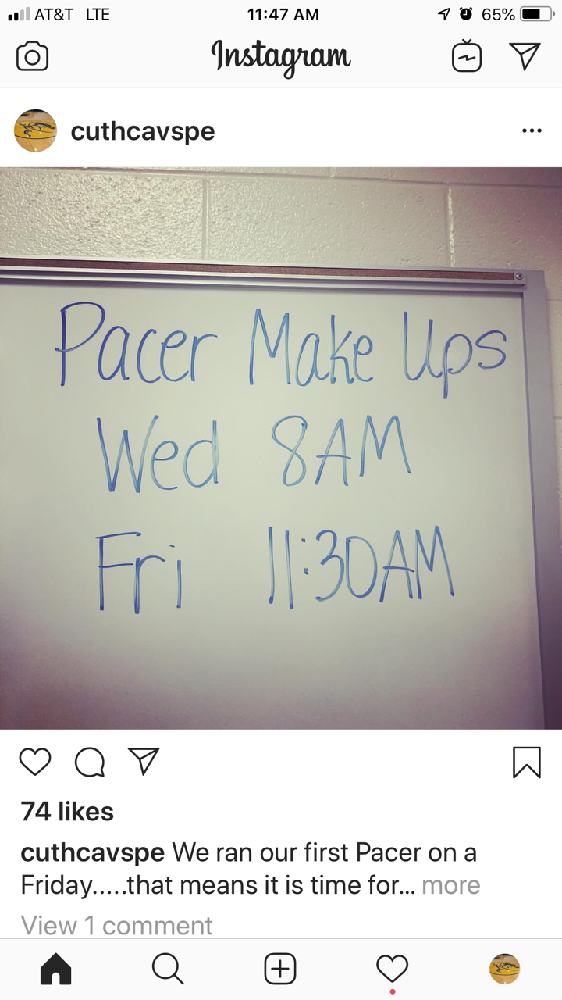 AT&T LTE 11:47 AM 65%
Instagram
cuthcavspe
Pacer Make Ups
Wed 8AM
Fri 11:30AM
74 likes
cuthcavspe We ran our first Pacer on a
Friday.....that means it is time for... more
View 1 comment